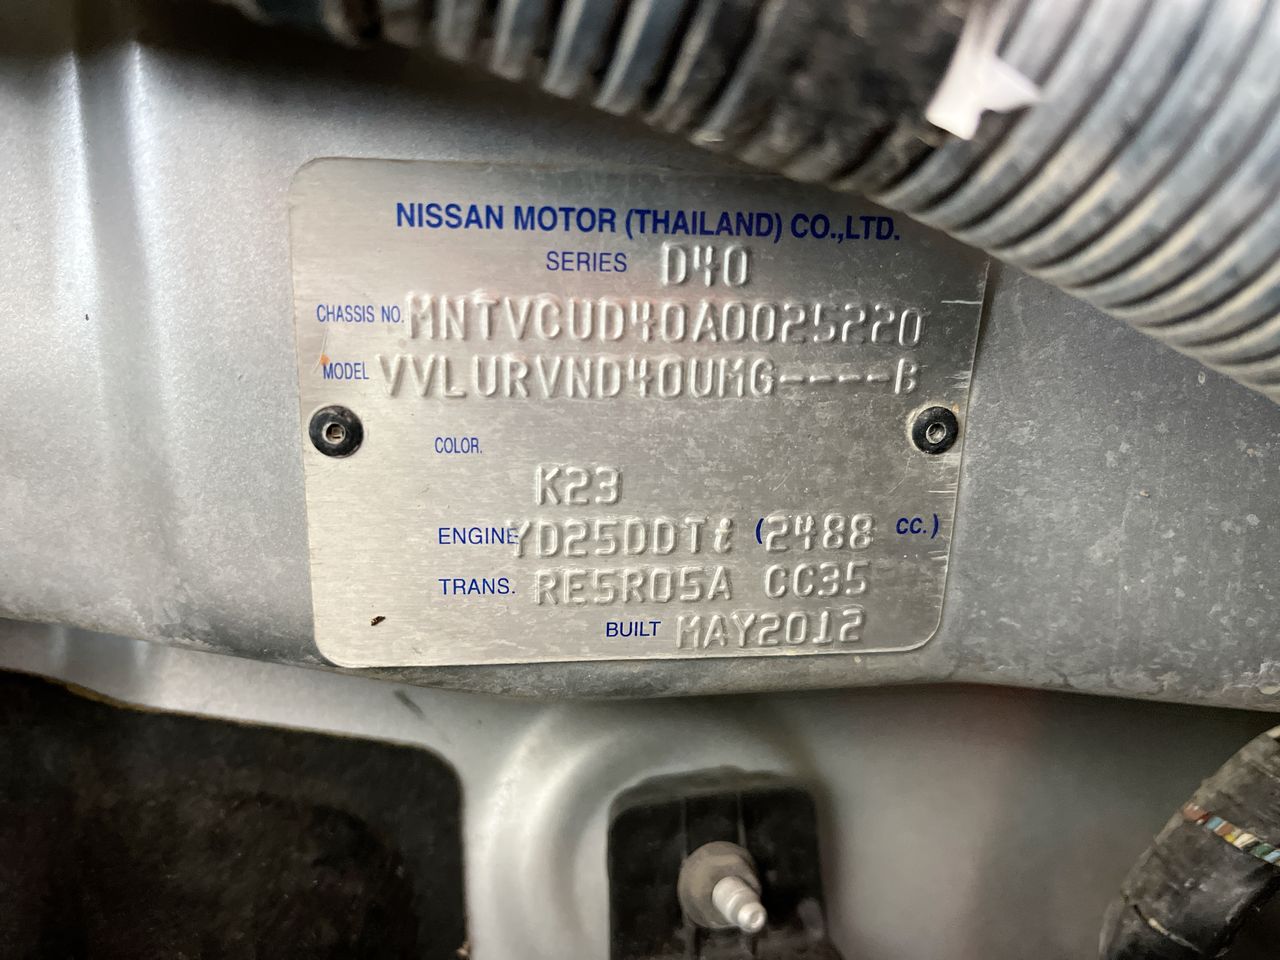 NISSAN MOTOR (THAILAND) CO.,LTD.
SERIES D40
CHASSIS NO. MNTVCUD40A0025220
MODEL VVLURVND40UMG----B
COLOR.
K23
ENGINE YD25DDTi (2488 CC.)
TRANS. RE5R05A CC35
BUILT MAY2012